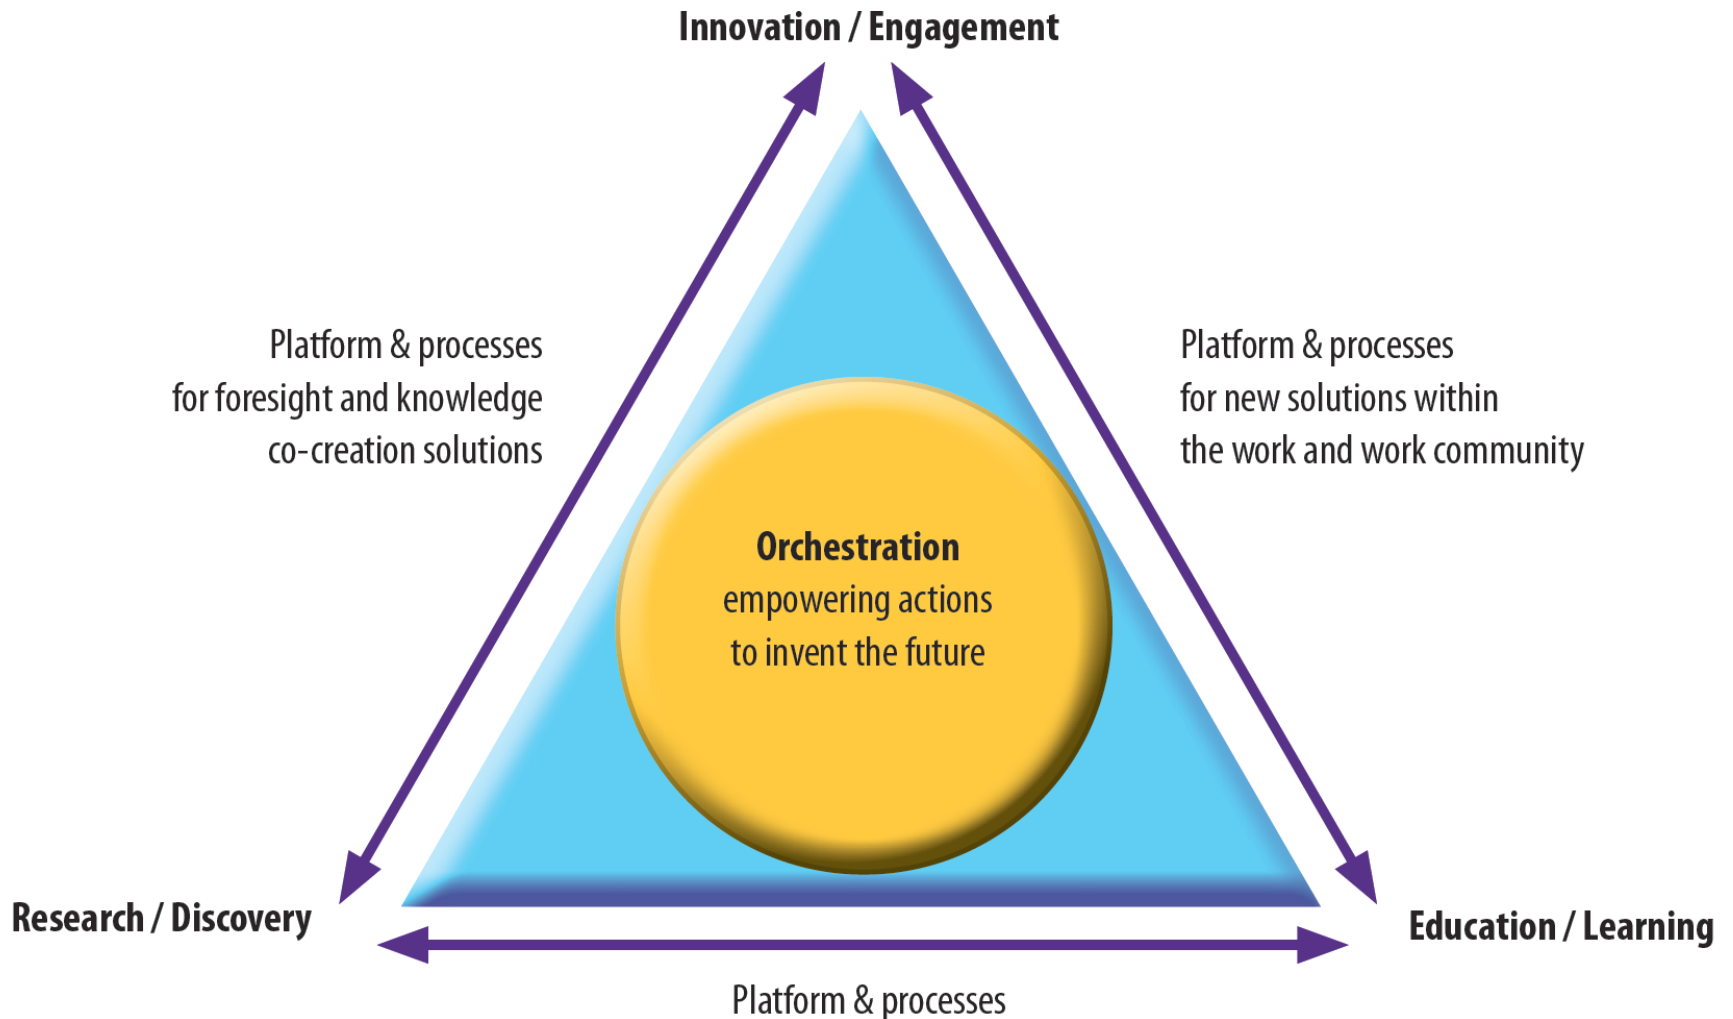 Innovation / Engagement
Platform & processes
for foresight and knowledge
co-creation solutions
Platform & processes
for new solutions within
the work and work community
Orchestration
empowering actions
to invent the future
Research / Discovery
Education / Learning
Platform & processes